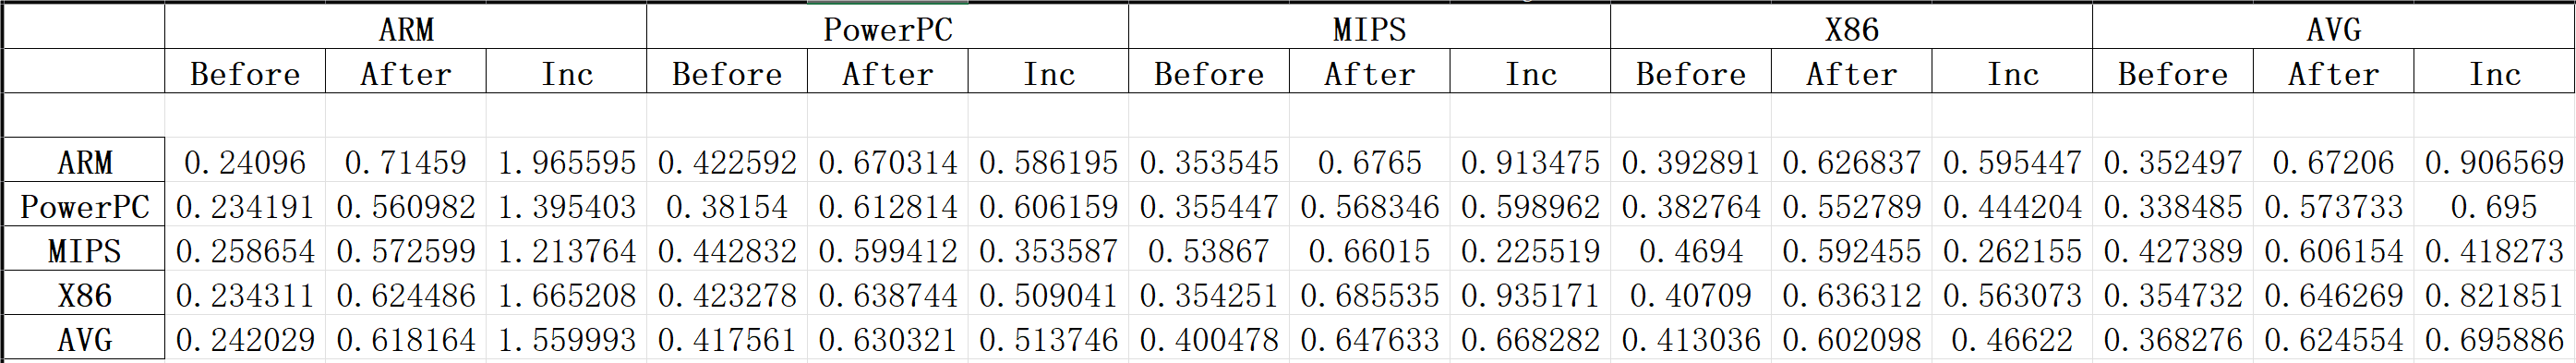 ARM PowerPC MIPS X86 AVG
Before After Inc Before After Inc Before After Inc Before After Inc Before After Inc
ARM 0.24096 0.71459 1.965595 0.422592 0.670314 0.586195 0.353545 0.6765 0.913475 0.392891 0.626837 0.595447 0.352497 0.67206 0.906569
PowerPC 0.234191 0.560982 1.395403 0.38154 0.612814 0.606159 0.355447 0.568346 0.598962 0.382764 0.552789 0.444204 0.338485 0.573733 0.695
MIPS 0.258654 0.572599 1.213764 0.442832 0.599412 0.353587 0.53867 0.66015 0.225519 0.4694 0.592455 0.262155 0.427389 0.606154 0.418273
X86 0.234311 0.624486 1.665208 0.423278 0.638744 0.509041 0.354251 0.685535 0.935171 0.40709 0.636312 0.563073 0.354732 0.646269 0.821851
AVG 0.242029 0.618164 1.559993 0.417561 0.630321 0.513746 0.400478 0.647633 0.668282 0.413036 0.602098 0.46622 0.368276 0.624554 0.695886